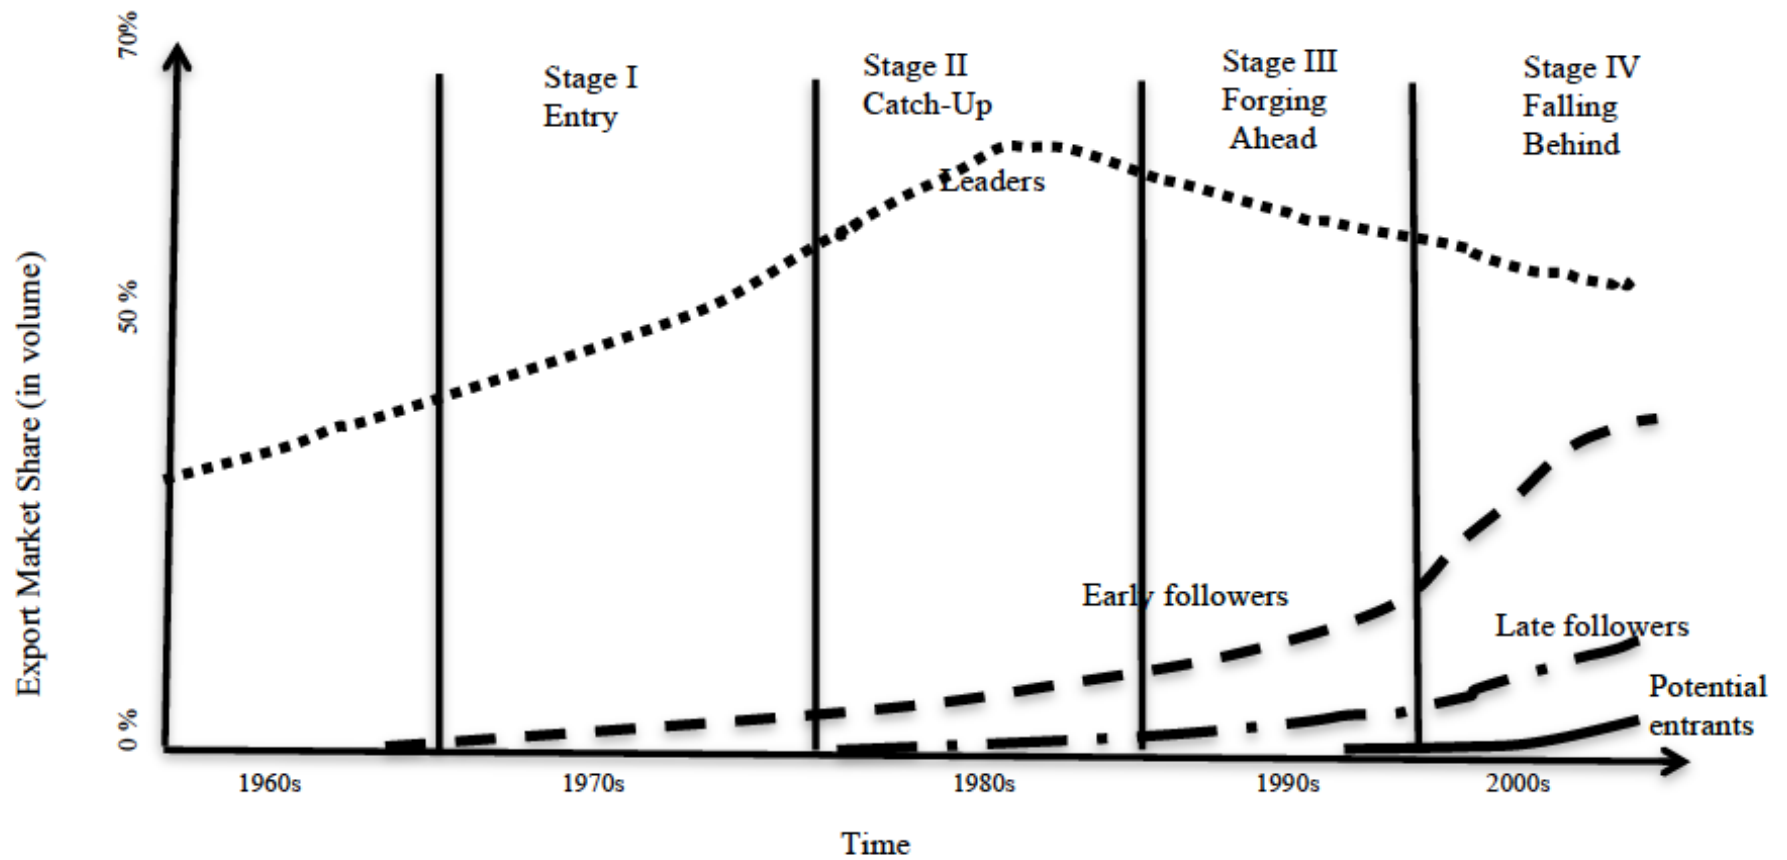 70%
50 %
0 %
Export Market Share (in volume)
Stage I
Entry
Stage II
Catch-Up
Stage III
Forging
Ahead
Stage IV
Falling
Behind
Leaders
Early followers
Late followers
Potential
entrants
1960s
1970s
1980s
1990s
2000s
Time